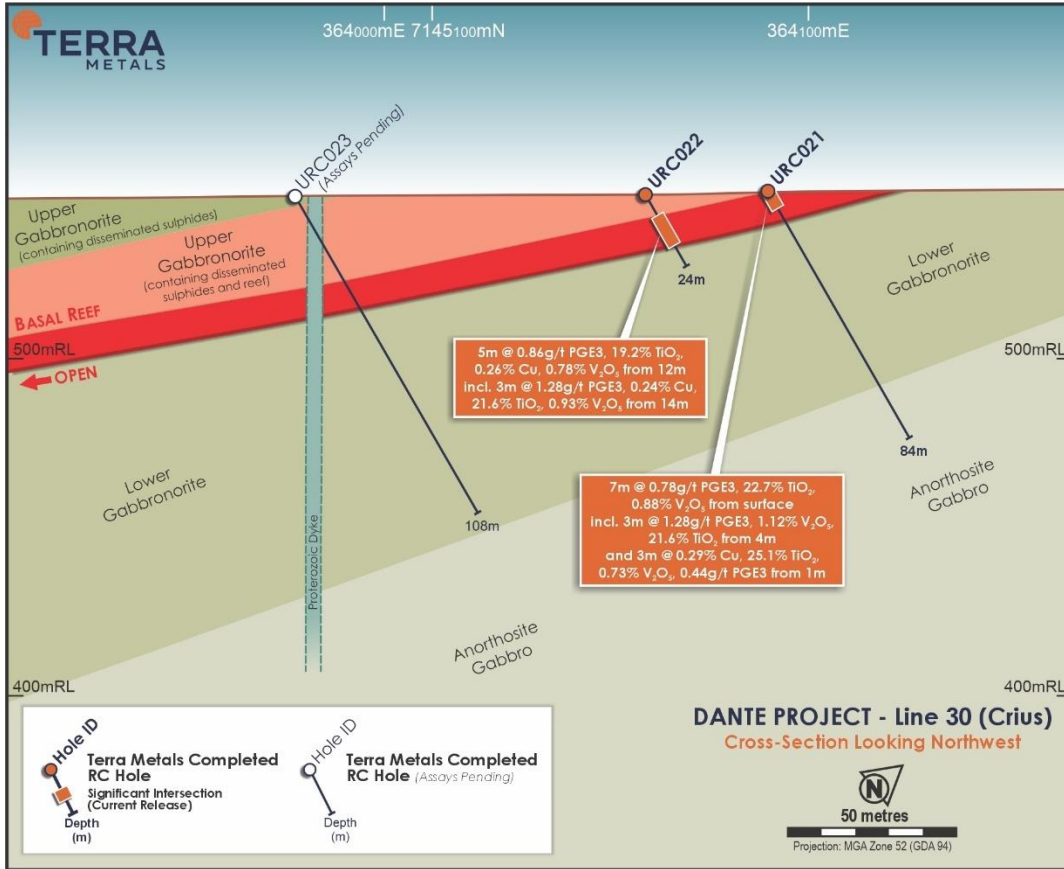 TERRA
METALS
364000mE 7145100mN
364100mE
URC023
(Assays Pending)
URC022
URC021
Upper
Gabbronorite
(containing disseminated sulphides)
Upper
Gabbronorite
(containing disseminated
sulphides and reef)
BASAL REEF
500mRL
OPEN
24m
Lower
Gabbronorite
500mRL
5m @ 0.86g/t PGE3, 19.2% TiO₂,
0.26% Cu, 0.78% V₂O₅ from 12m
incl. 3m @ 1.28g/t PGE3, 0.24% Cu,
21.6% TiO₂, 0.93% V₂O₅ from 14m
84m
Lower
Gabbronorite
Anorthosite
Gabbro
7m @ 0.78g/t PGE3, 22.7% TiO₂,
0.88% V₂O₅ from surface
incl. 3m @ 1.28g/t PGE3, 1.12% V₂O₅,
21.6% TiO₂ from 4m
and 3m @ 0.29% Cu, 25.1% TiO₂,
0.73% V₂O₅, 0.44g/t PGE3 from 1m
108m
Proterozoic Dyke
Anorthosite
Gabbro
400mRL
400mRL
Hole ID
Terra Metals Completed
RC Hole
Significant Intersection
(Current Release)
Depth
(m)
Hole ID
Terra Metals Completed
RC Hole (Assays Pending)
Depth
(m)
DANTE PROJECT - Line 30 (Crius)
Cross-Section Looking Northwest
N
50 metres
Projection: MGA Zone 52 (GDA 94)